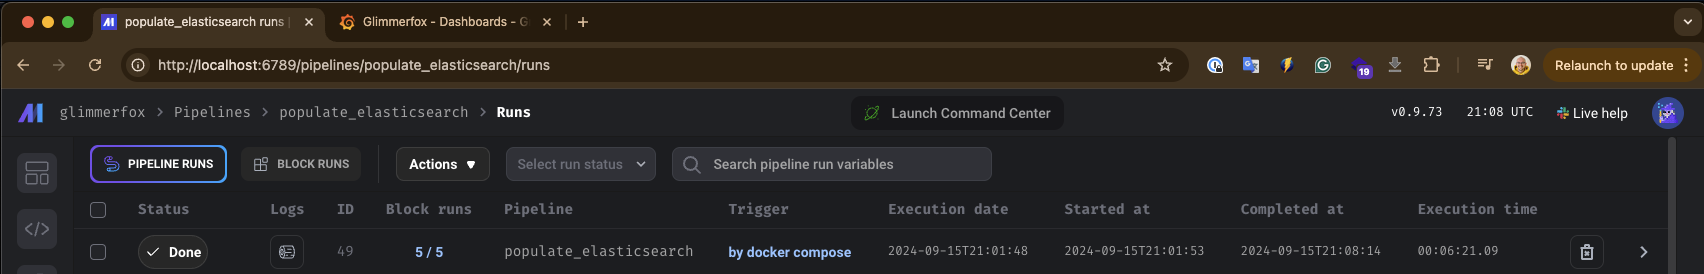 populate_elasticsearch runs
Glimmerfox - Dashboards - G
http://localhost:6789/pipelines/populate_elasticsearch/runs
19
Relaunch to update
glimmerfox > Pipelines > populate_elasticsearch > Runs
Launch Command Center
v0.9.73
21:08 UTC
Live help
PIPELINE RUNS
BLOCK RUNS
Actions
Select run status
Search pipeline run variables
Status Logs ID Block runs Pipeline Trigger Execution date Started at Completed at Execution time
Done 49 5 / 5 populate_elasticsearch by docker compose 2024-09-15T21:01:48 2024-09-15T21:01:53 2024-09-15T21:08:14 00:06:21.09